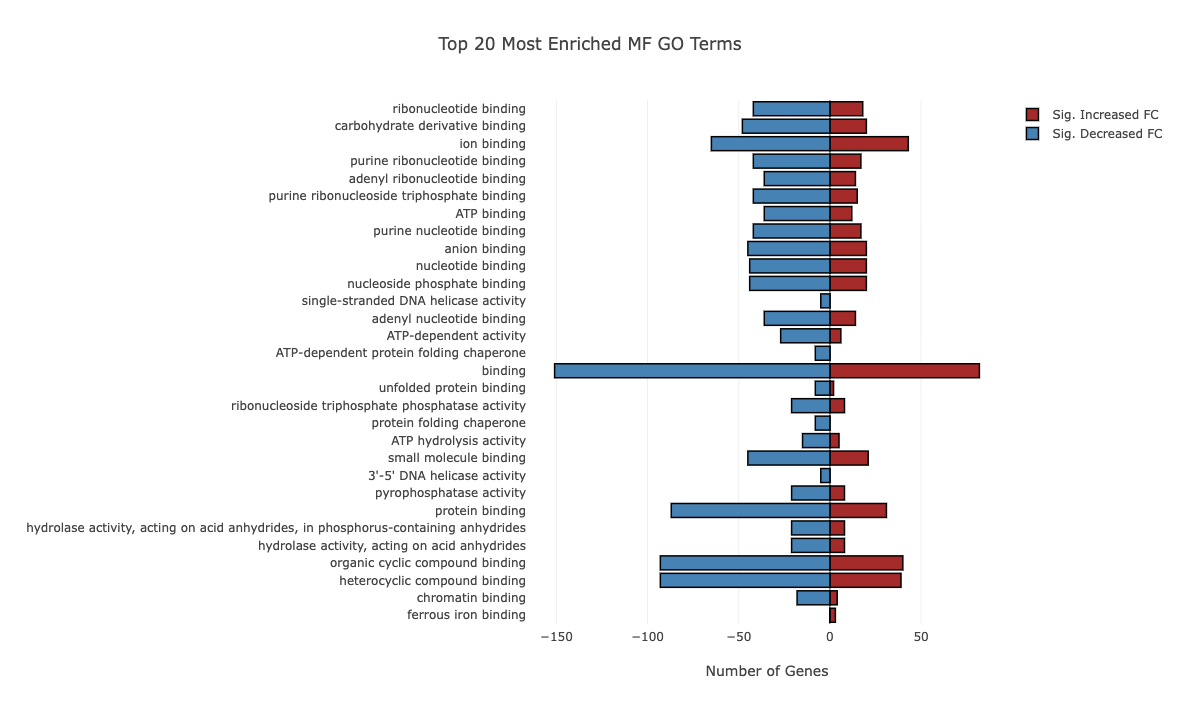 Top 20 Most Enriched MF GO Terms
ribonucleotide binding
carbohydrate derivative binding
ion binding
purine ribonucleotide binding
adenyl ribonucleotide binding
purine ribonucleoside triphosphate binding
ATP binding
purine nucleotide binding
anion binding
nucleotide binding
nucleoside phosphate binding
single-stranded DNA helicase activity
adenyl nucleotide binding
ATP-dependent activity
ATP-dependent protein folding chaperone
binding
unfolded protein binding
ribonucleoside triphosphate phosphatase activity
protein folding chaperone
ATP hydrolysis activity
small molecule binding
3'-5' DNA helicase activity
pyrophosphatase activity
protein binding
hydrolase activity, acting on acid anhydrides, in phosphorus-containing anhydrides
hydrolase activity, acting on acid anhydrides
organic cyclic compound binding
heterocyclic compound binding
chromatin binding
ferrous iron binding
−150 −100 −50 0 50
Number of Genes
Sig. Increased FC
Sig. Decreased FC